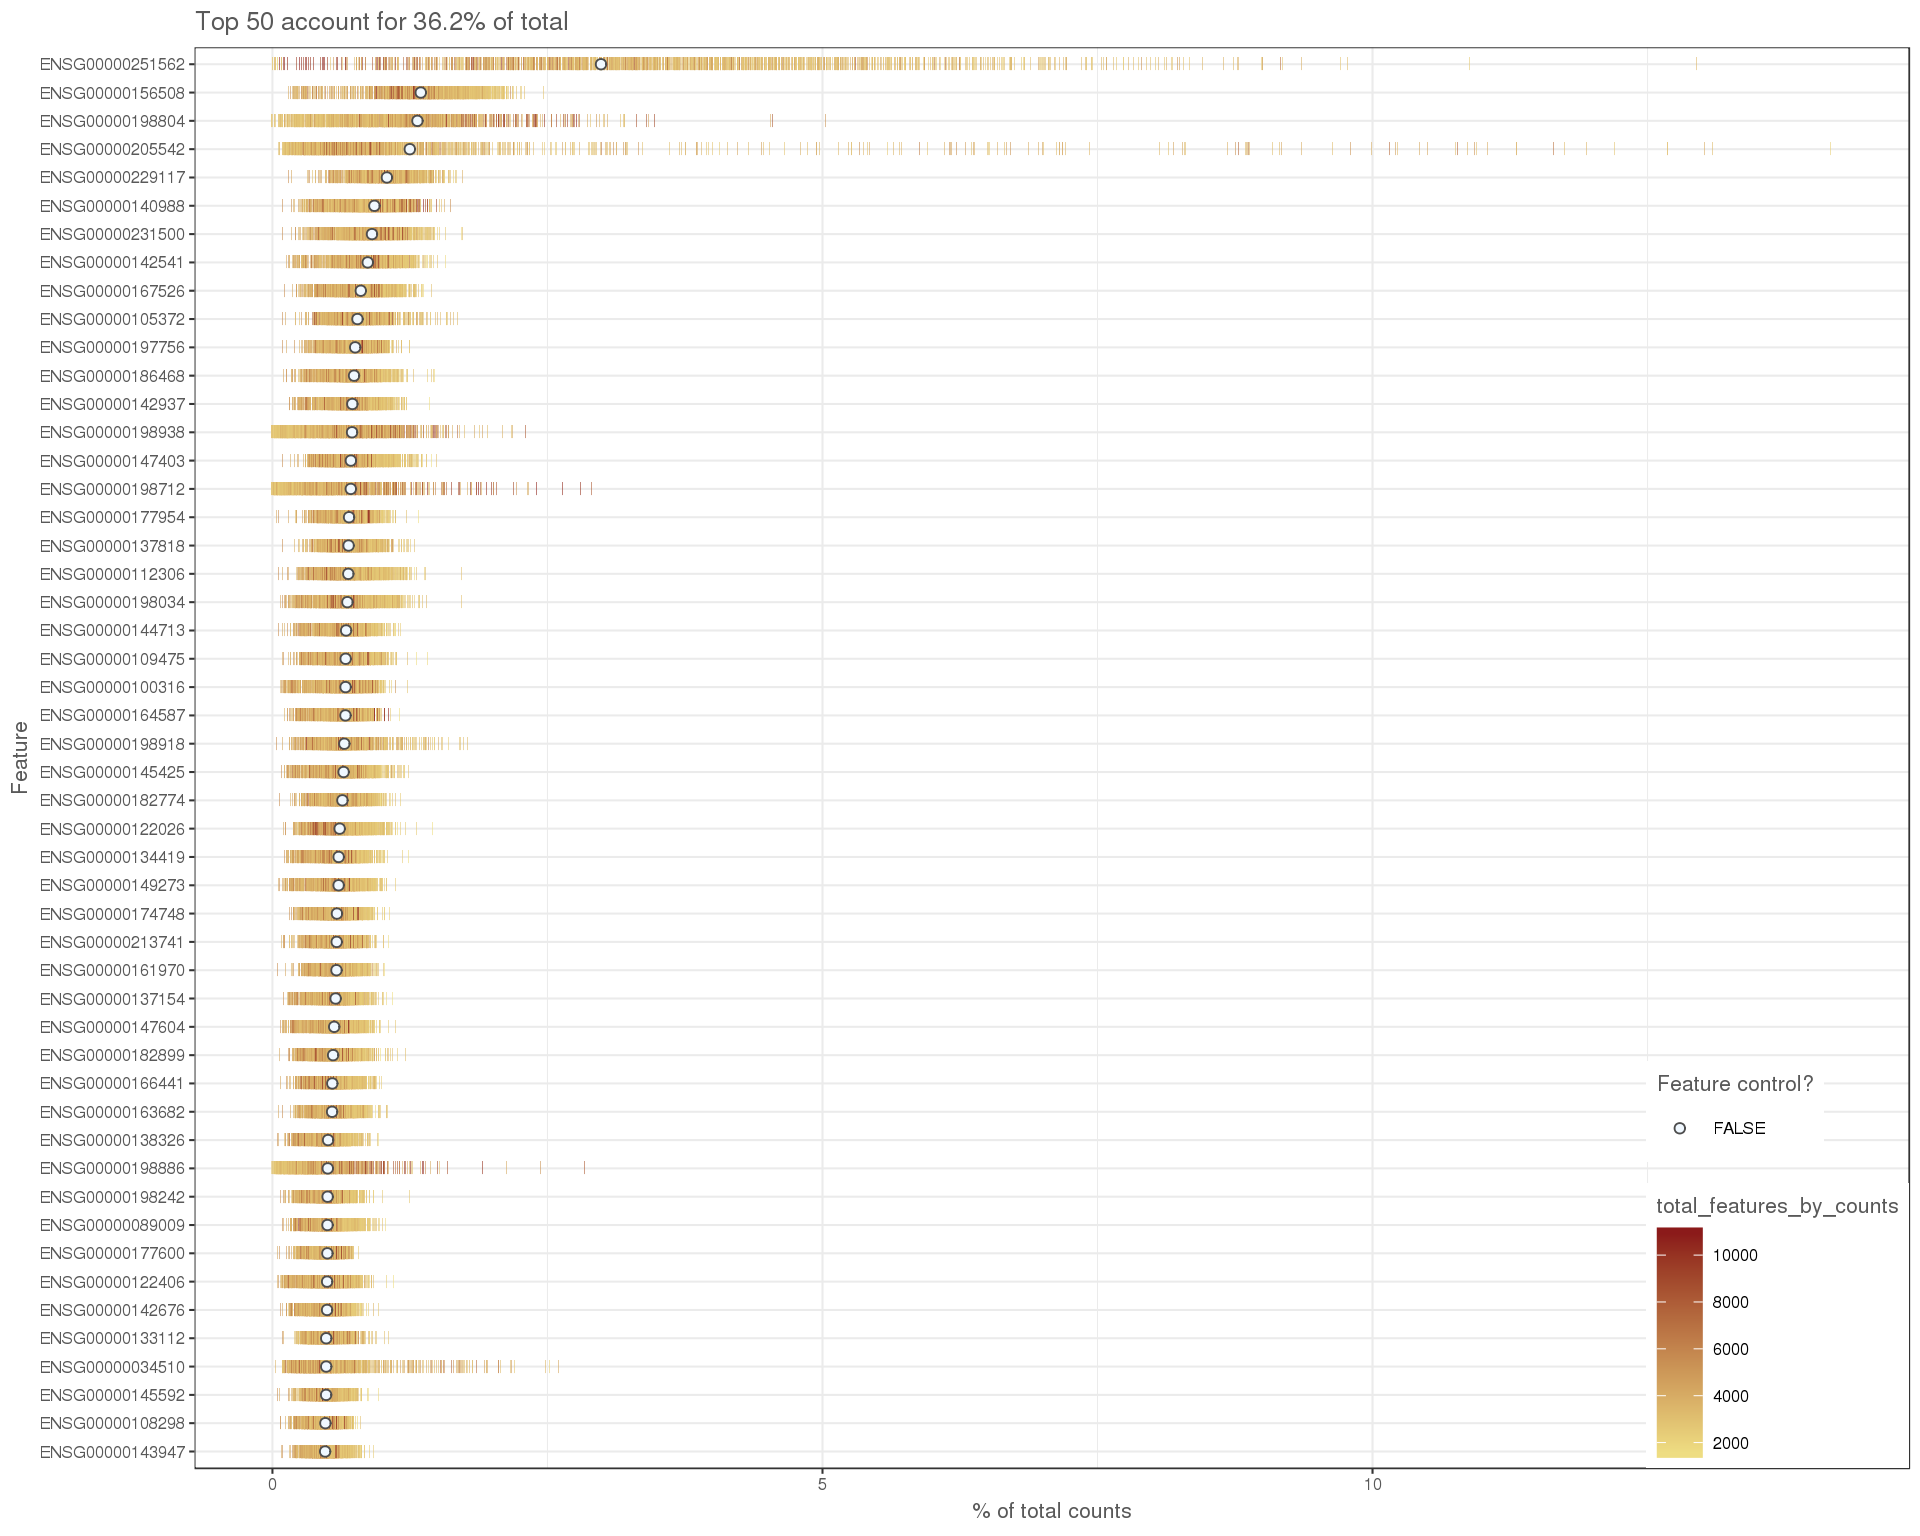 Top 50 account for 36.2% of total
ENSG00000251562
ENSG00000156508
ENSG00000198804
ENSG00000205542
ENSG00000229117
ENSG00000140988
ENSG00000231500
ENSG00000142541
ENSG00000167526
ENSG00000105372
ENSG00000197756
ENSG00000186468
ENSG00000142937
ENSG00000198938
ENSG00000147403
ENSG00000198712
ENSG00000177954
ENSG00000137818
ENSG00000112306
ENSG00000198034
ENSG00000144713
ENSG00000109475
ENSG00000100316
ENSG00000164587
ENSG00000198918
ENSG00000145425
ENSG00000182774
ENSG00000122026
ENSG00000134419
ENSG00000149273
ENSG00000174748
ENSG00000213741
ENSG00000161970
ENSG00000137154
ENSG00000147604
ENSG00000182899
ENSG00000166441
ENSG00000163682
ENSG00000138326
ENSG00000198886
ENSG00000198242
ENSG00000089009
ENSG00000177600
ENSG00000122406
ENSG00000142676
ENSG00000133112
ENSG00000034510
ENSG00000145592
ENSG00000108298
ENSG00000143947
Feature
0 5 10
% of total counts
Feature control?
FALSE
total_features_by_counts
10000
8000
6000
4000
2000